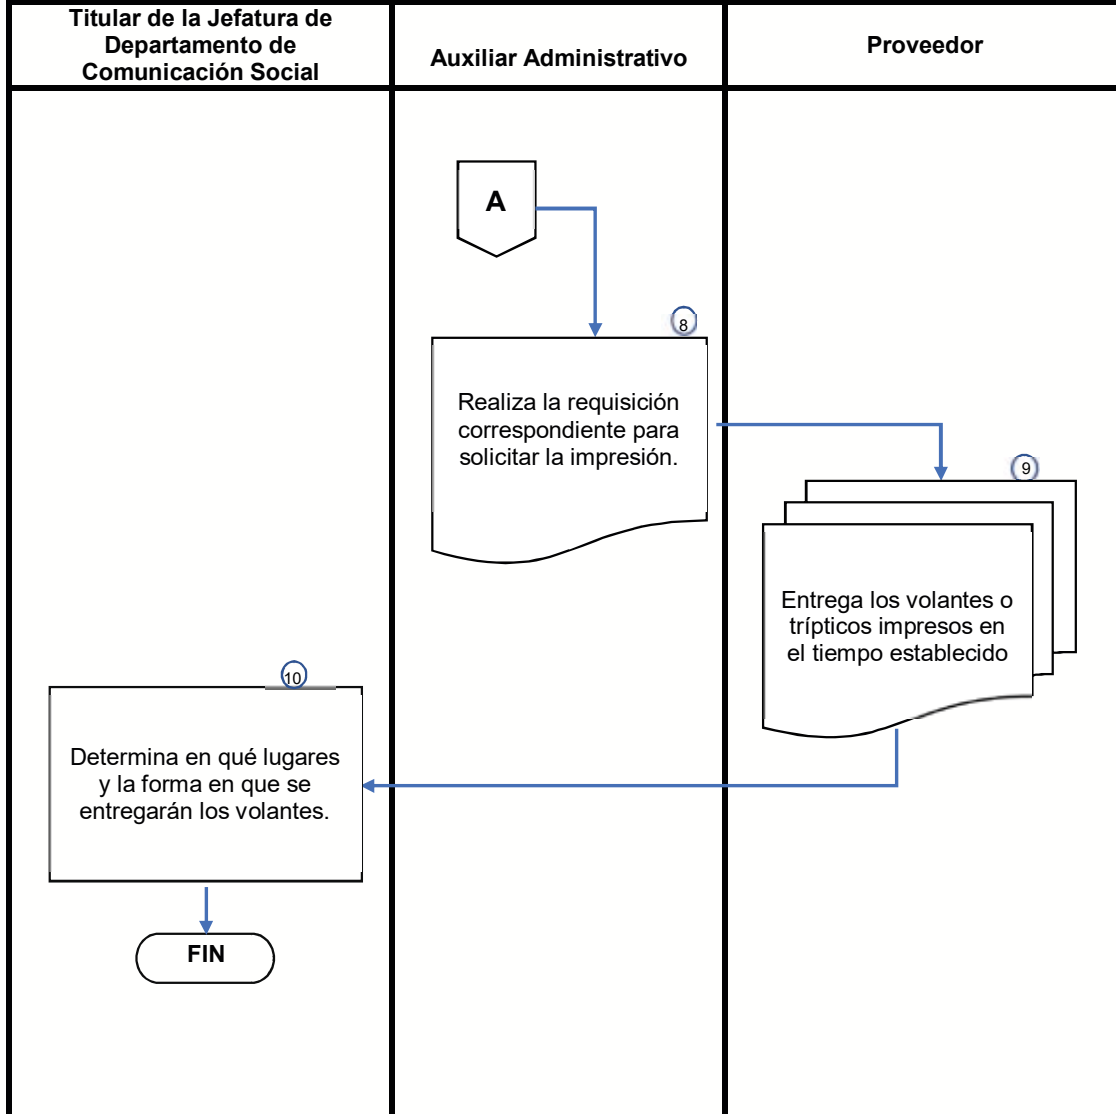 Titular de la Jefatura de
Departamento de
Comunicación Social
Auxiliar Administrativo
Proveedor
A
8
Realiza la requisición
correspondiente para
solicitar la impresión.
9
Entrega los volantes o
trípticos impresos en
el tiempo establecido
10
Determina en qué lugares
y la forma en que se
entregarán los volantes.
FIN